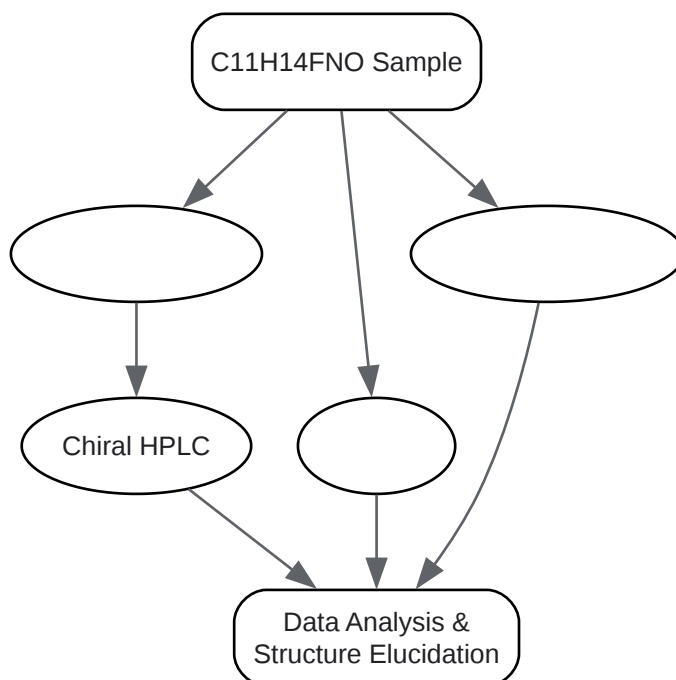 C11H14FNO Sample
Chiral HPLC
Data Analysis &
Structure Elucidation